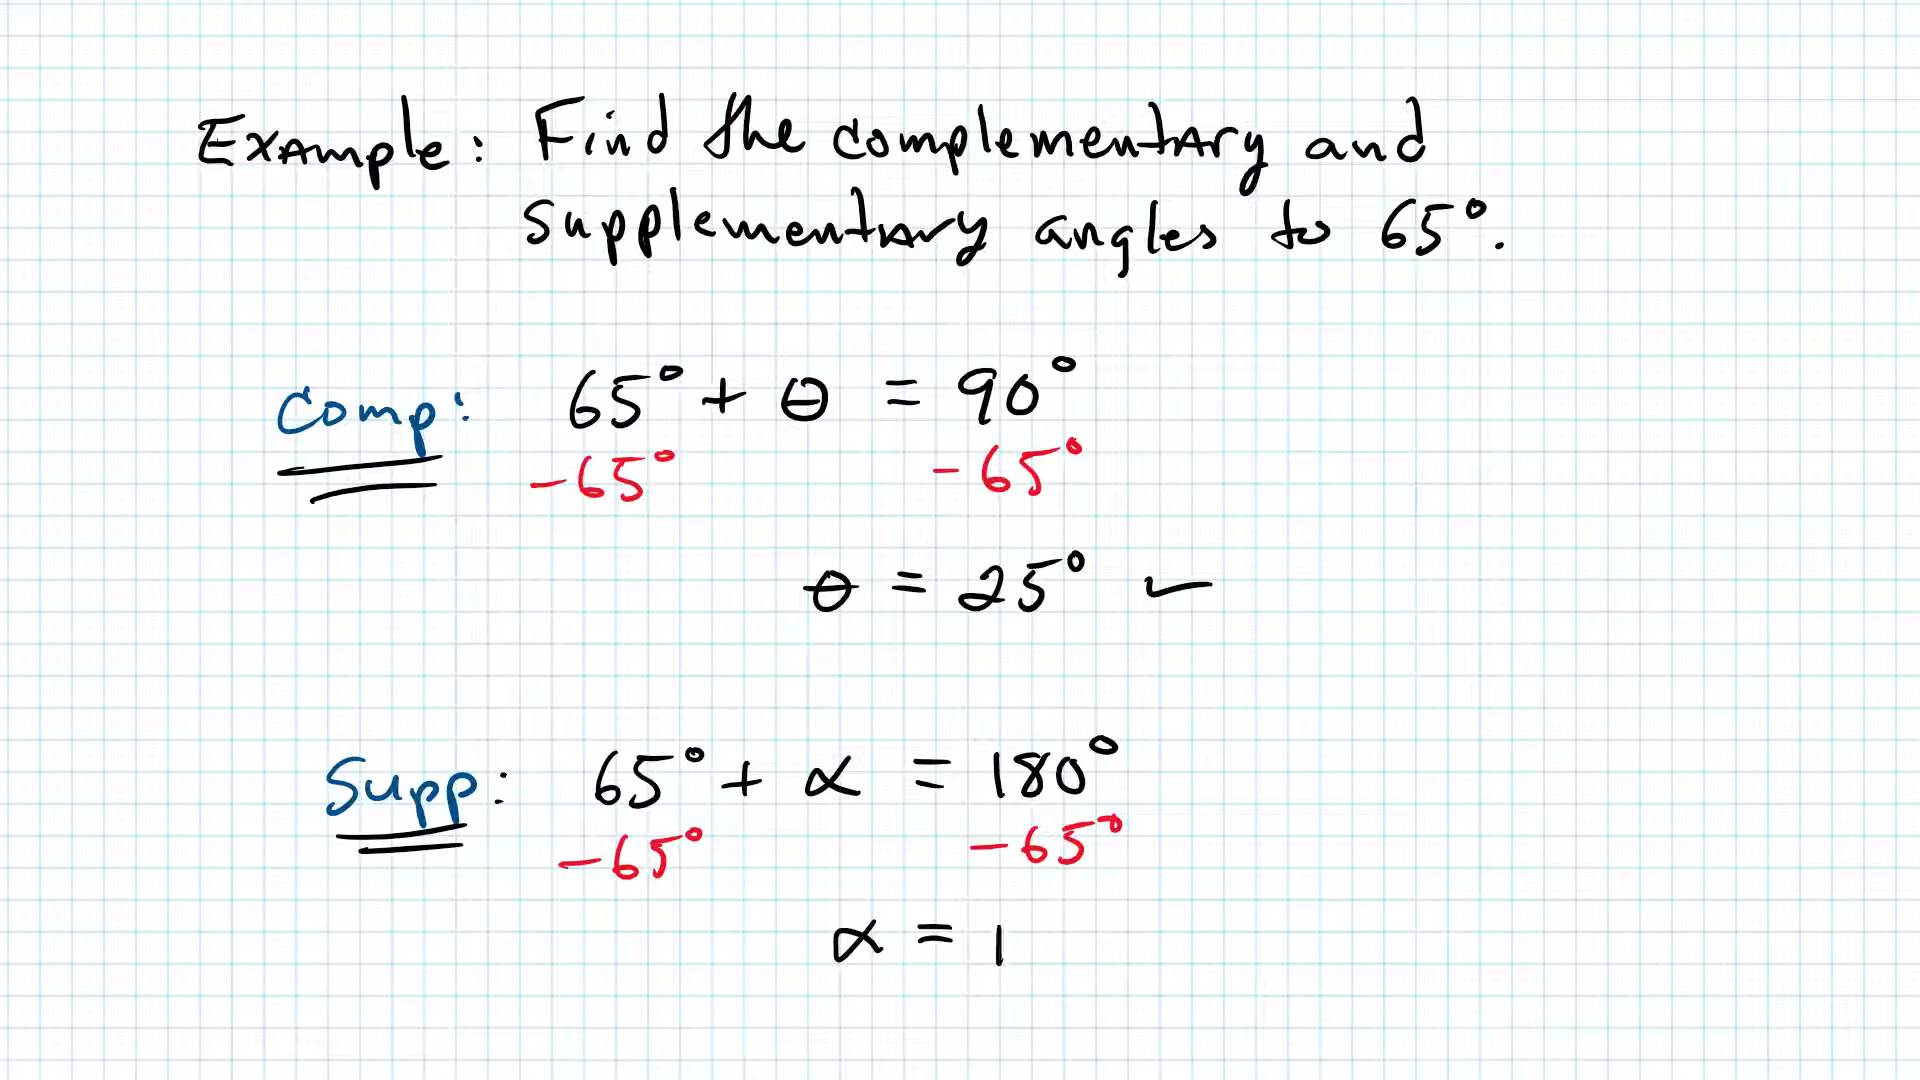 Example: Find the complementary and
supplementary angles to 65°.
Comp: 65° + θ = 90°
-65° -65°
θ = 25° ✓
Supp: 65° + α = 180°
-65° -65°
α = 1